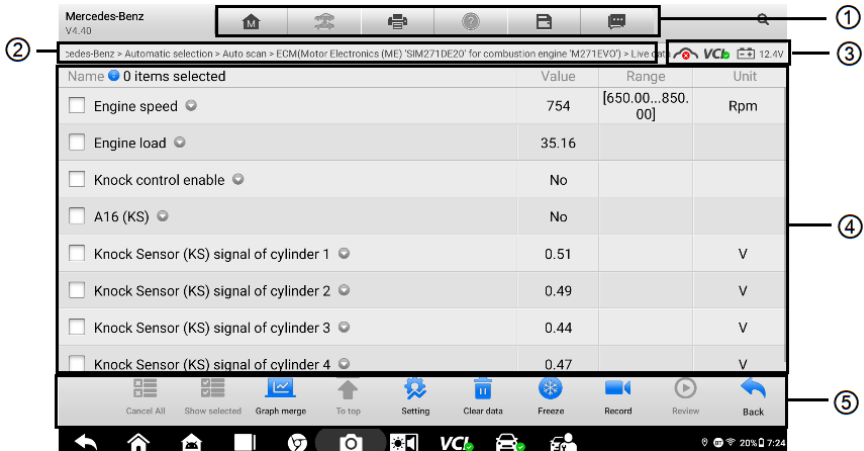 Mercedes-Benz
V4.40
M
①
②
cedes-Benz > Automatic selection > Auto scan > ECM(Motor Electronics (ME) 'SIM271DE20' for combustion engine 'M271EVO') > Live data
VCI
12.4V
③
Name 0 items selected Value Range Unit
Engine speed 754 [650.00...850.00] Rpm
Engine load 35.16
Knock control enable No
A16 (KS) No
④
Knock Sensor (KS) signal of cylinder 1 0.51 V
Knock Sensor (KS) signal of cylinder 2 0.49 V
Knock Sensor (KS) signal of cylinder 3 0.44 V
Knock Sensor (KS) signal of cylinder 4 0.47 V
Cancel All Show selected Graph merge To top Setting Clear data Freeze Record Review Back
⑤
VCI 20% 7:24